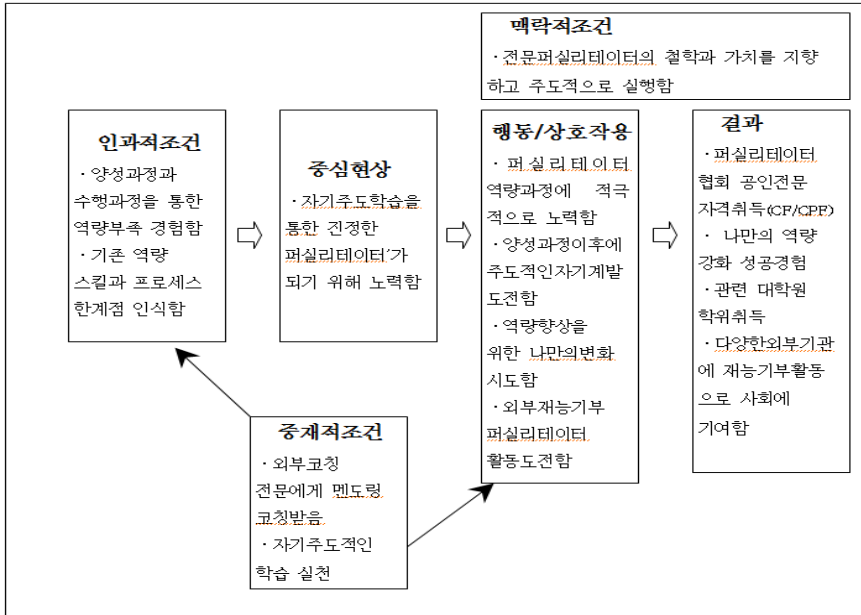 맥락적조건
· 전문퍼실리테이터의 철학과 가치를 지향
하고 주도적으로 실행함
인과적조건
· 양성과정과
수행과정을 통한
역량부족 경험함
· 기존 역량
스킬과 프로세스
한계점 인식함
중심현상
· 자기주도학습을
통한 진정한
퍼실리테이터'가
되기 위해 노력함
행동/상호작용
· 퍼실리테이터
역량과정에 적극
적으로 노력함
· 양성과정이후에
주도적인자기계발
도전함
· 역량향상을
위한 나만의변화
시도함
· 외부재능기부
퍼실리테이터
활동도전함
결과
· 퍼실리테이터
협회 공인전문
자격취득(CF/CPF)
· 나만의 역량
강화 성공경험
· 관련 대학원
학위취득
· 다양한외부기관
에 재능기부활동
으로 사회에
기여함
중재적조건
· 외부코칭
전문에게 멘도링
코칭받음
· 자기주도적인
학습 실천